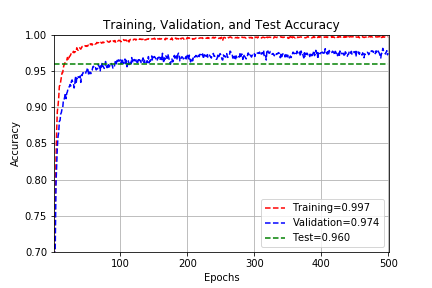 Training, Validation, and Test Accuracy
1.00
0.95
0.90
0.85
0.80
0.75
0.70
Accuracy
Training=0.997
Validation=0.974
Test=0.960
100 200 300 400 500
Epochs